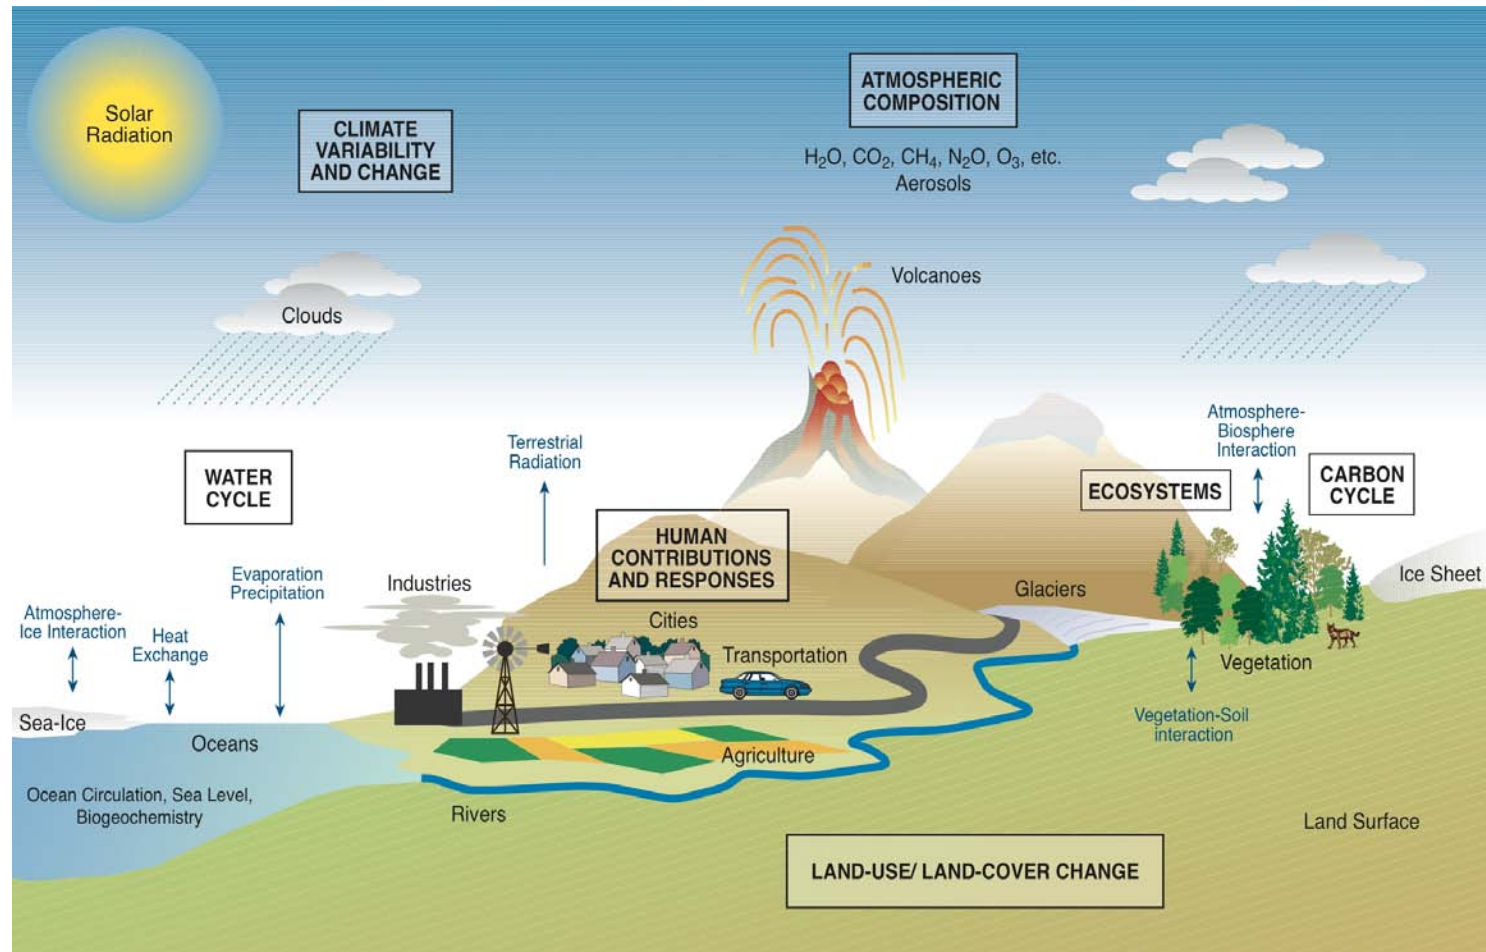 Solar
Radiation
CLIMATE
VARIABILITY
AND CHANGE
ATMOSPHERIC
COMPOSITION
H₂O, CO₂, CH₄, N₂O, O₃, etc.
Aerosols
Volcanoes
Clouds
Atmosphere-
Biosphere
Interaction
Terrestrial
Radiation
WATER
CYCLE
ECOSYSTEMS
CARBON
CYCLE
HUMAN
CONTRIBUTIONS
AND RESPONSES
Evaporation
Precipitation
Industries
Glaciers
Ice Sheet
Atmosphere-
Ice Interaction
Heat
Exchange
Cities
Transportation
Vegetation
Sea-Ice
Oceans
Vegetation-Soil
interaction
Agriculture
Ocean Circulation, Sea Level,
Biogeochemistry
Rivers
Land Surface
LAND-USE/ LAND-COVER CHANGE